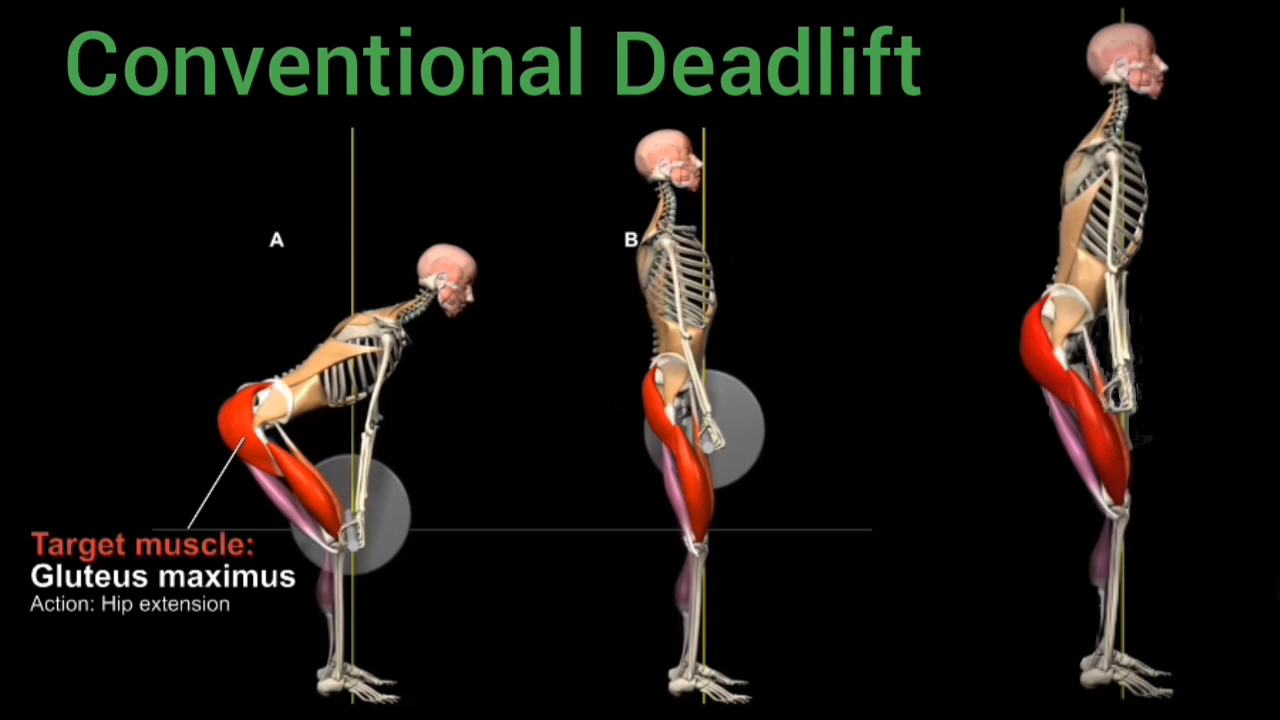 Conventional Deadlift
A
B
Target muscle:
Gluteus maximus
Action: Hip extension